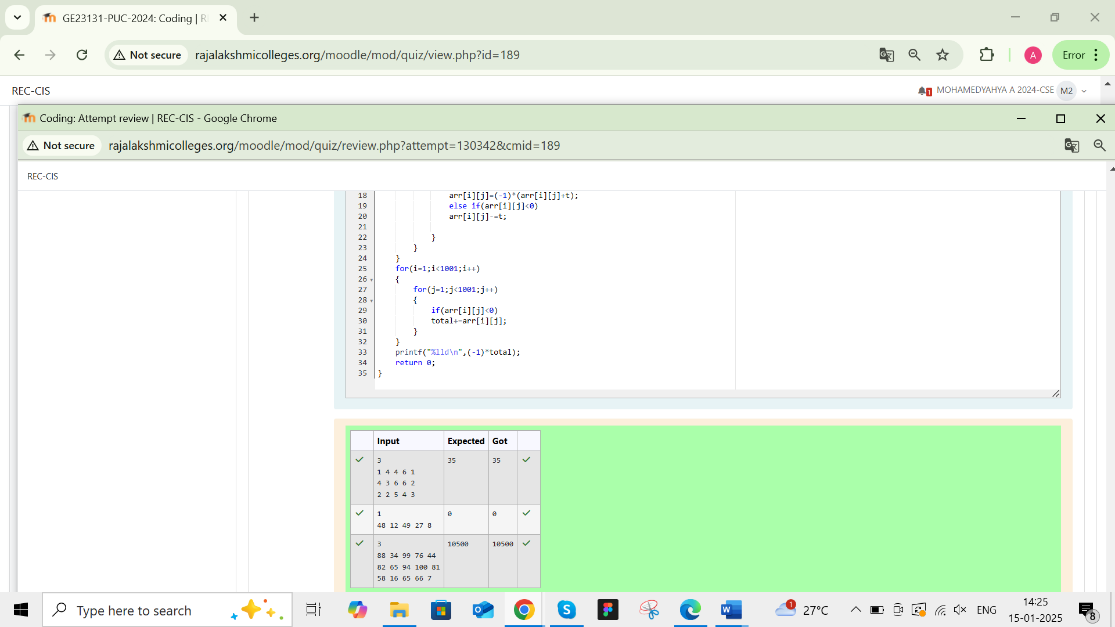 GE23131-PUC-2024: Coding | R
Not secure
rajalakshmicolleges.org/moodle/mod/quiz/view.php?id=189
A
Error
REC-CIS
1
MOHAMEDYAHYA A 2024-CSE
M2
Coding: Attempt review | REC-CIS - Google Chrome
Not secure
rajalakshmicolleges.org/moodle/mod/quiz/review.php?attempt=130342&cmid=189
REC-CIS
18 arr[i][j]=(-1)*(arr[i][j]+t);
19 else if(arr[i][j]<0)
20 arr[i][j]-=t;
21
22 }
23 }
24 }
25 for(i=1;i<1001;i++)
26 {
27 for(j=1;j<1001;j++)
28 {
29 if(arr[i][j]<0)
30 total+=arr[i][j];
31 }
32 }
33 printf("%lld\n",(-1)*total);
34 return 0;
35 }
Input Expected Got
3 35 35
1 4 4 6 1
4 3 6 6 2
2 2 5 4 3
1 0 0
48 12 49 27 8
3 10500 10500
88 34 99 76 44
82 65 94 100 81
58 16 65 66 7
Type here to search
1
27°C
ENG
14:25
15-01-2025
8